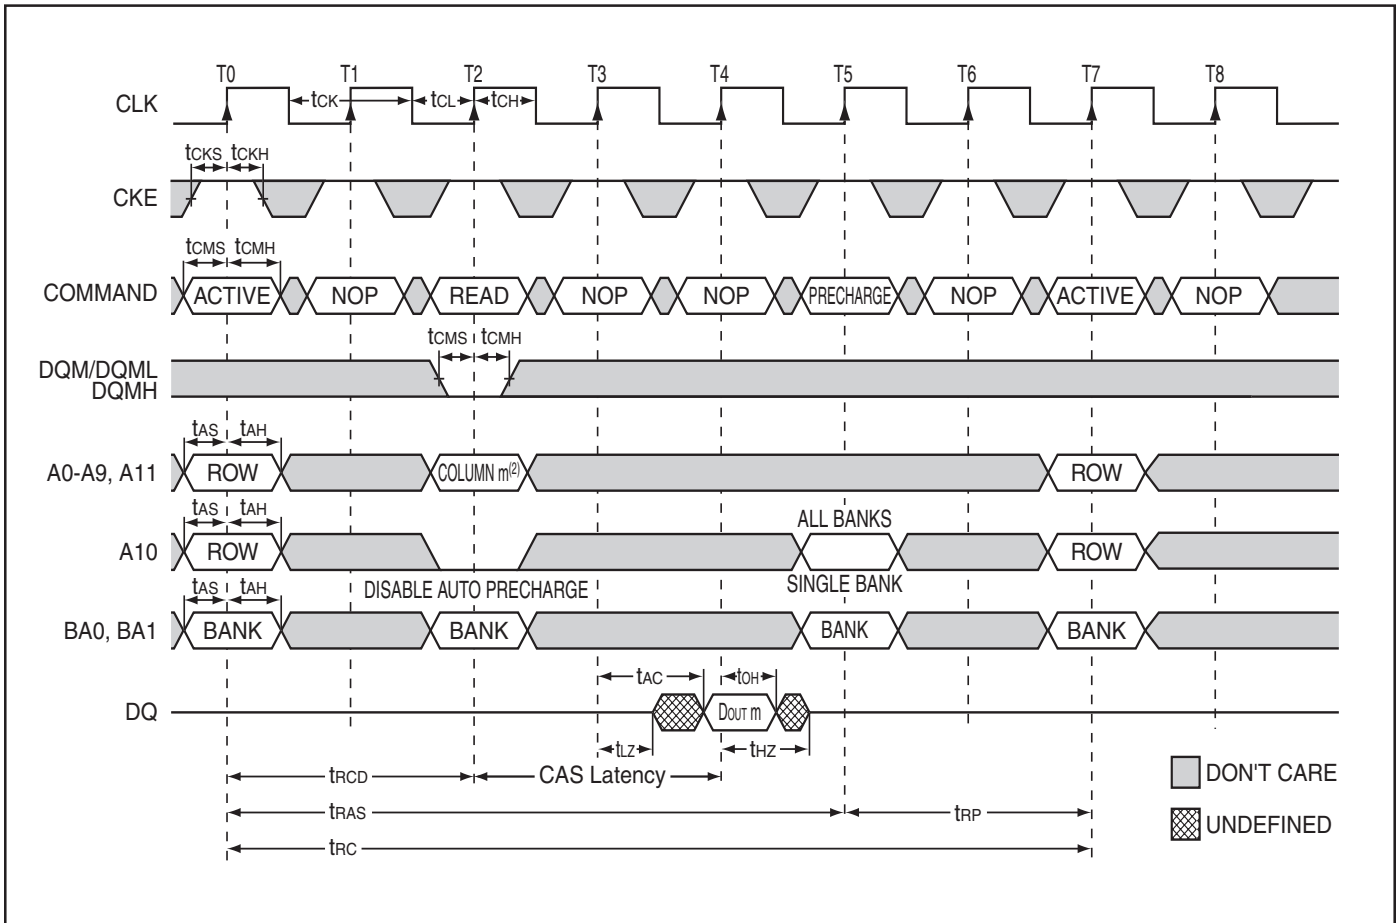 T0 T1 T2 T3 T4 T5 T6 T7 T8
CLK tCK tCL tCH
tCKS tCKH
CKE
tCMS tCMH
COMMAND ACTIVE NOP READ NOP NOP PRECHARGE NOP ACTIVE NOP
tCMS tCMH
DQM/DQML
DQMH
tAS tAH
A0-A9, A11 ROW COLUMN m(2) ROW
tAS tAH ALL BANKS
A10 ROW ROW
DISABLE AUTO PRECHARGE SINGLE BANK
tAS tAH
BA0, BA1 BANK BANK BANK BANK
tAC tOH
DQ DOUT m
tLZ tHZ
tRCD CAS Latency
DON'T CARE
tRAS tRP
UNDEFINED
tRC